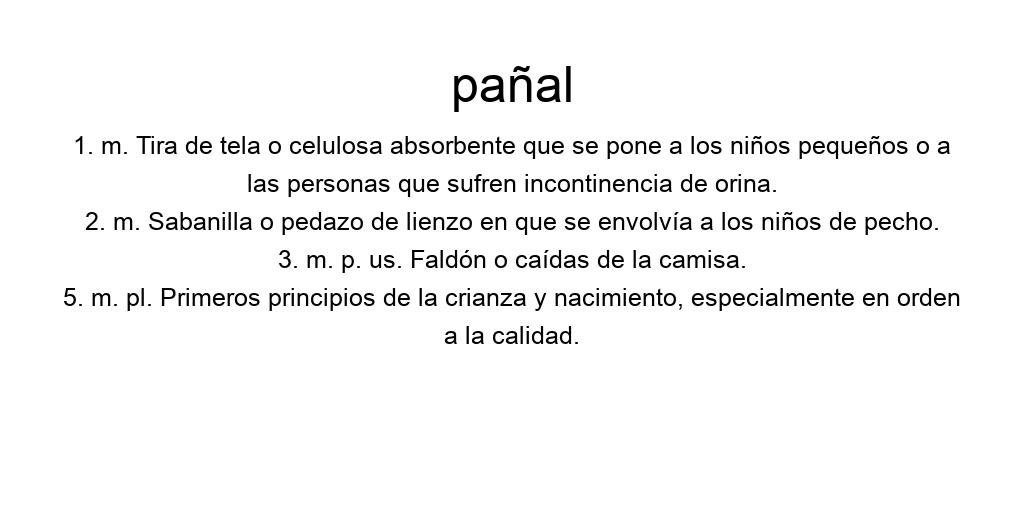 pañal
1. m. Tira de tela o celulosa absorbente que se pone a los niños pequeños o a
las personas que sufren incontinencia de orina.
2. m. Sabanilla o pedazo de lienzo en que se envolvía a los niños de pecho.
3. m. p. us. Faldón o caídas de la camisa.
5. m. pl. Primeros principios de la crianza y nacimiento, especialmente en orden
a la calidad.